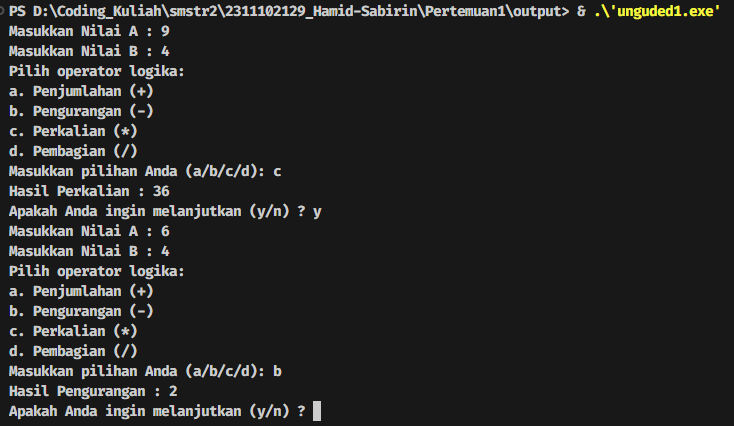 PS D:\Coding_Kuliah\smstr2\2311102129_Hamid-Sabirin\Pertemuan1\output> & .\'unguded1.exe'
Masukkan Nilai A : 9
Masukkan Nilai B : 4
Pilih operator logika:
a. Penjumlahan (+)
b. Pengurangan (-)
c. Perkalian (*)
d. Pembagian (/)
Masukkan pilihan Anda (a/b/c/d): c
Hasil Perkalian : 36
Apakah Anda ingin melanjutkan (y/n) ? y
Masukkan Nilai A : 6
Masukkan Nilai B : 4
Pilih operator logika:
a. Penjumlahan (+)
b. Pengurangan (-)
c. Perkalian (*)
d. Pembagian (/)
Masukkan pilihan Anda (a/b/c/d): b
Hasil Pengurangan : 2
Apakah Anda ingin melanjutkan (y/n) ?